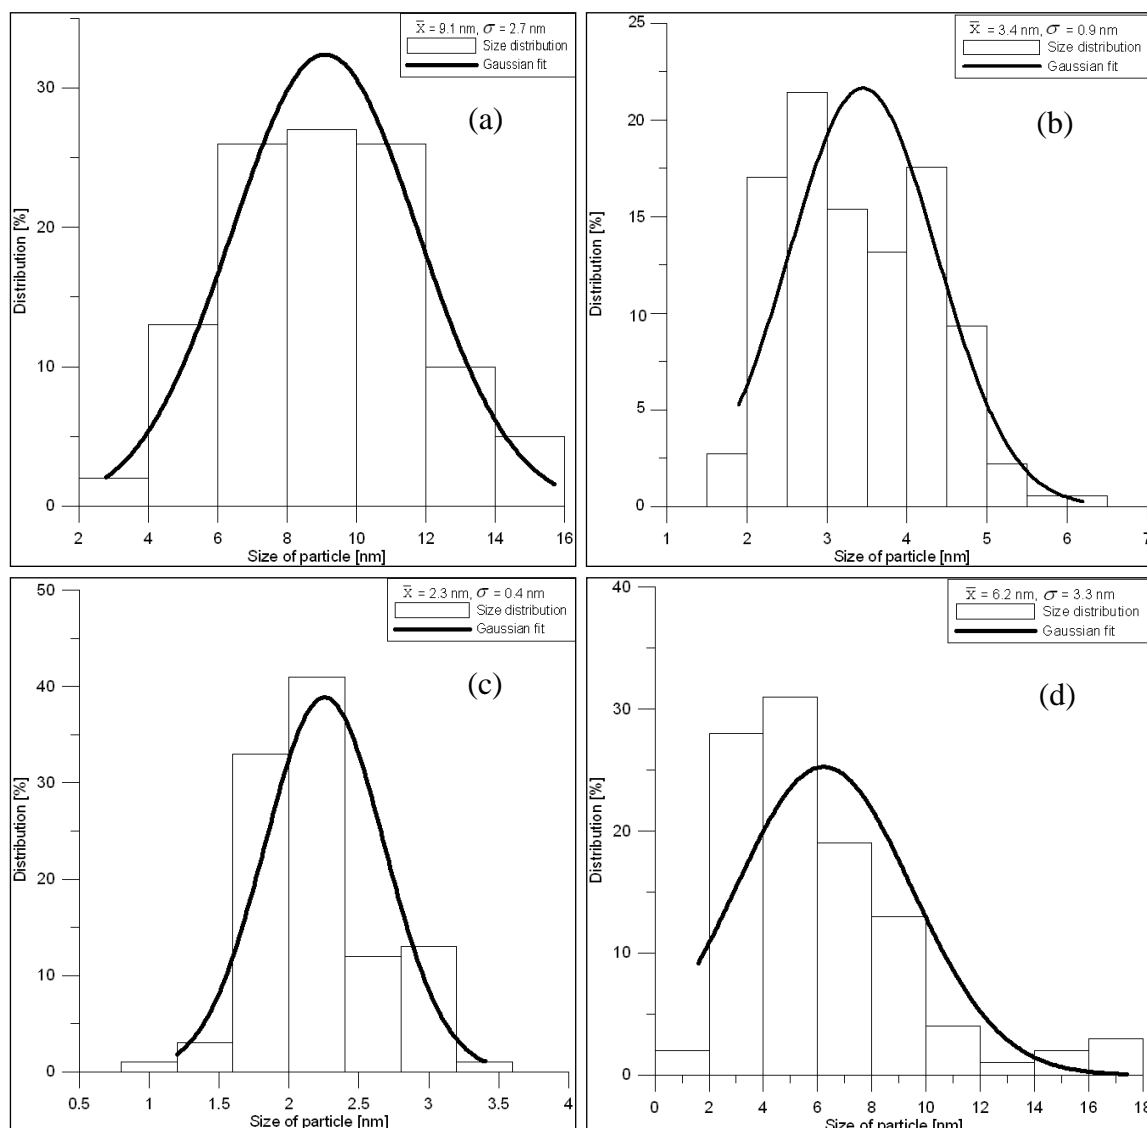 x̄ = 9.1 nm, σ = 2.7 nm
Size distribution
Gaussian fit
(a)
Distribution [%]
30
20
10
0
2 4 6 8 10 12 14 16
Size of particle [nm]
x̄ = 3.4 nm, σ = 0.9 nm
Size distribution
Gaussian fit
(b)
Distribution [%]
25
20
15
10
5
0
1 2 3 4 5 6 7
Size of particle [nm]
x̄ = 2.3 nm, σ = 0.4 nm
Size distribution
Gaussian fit
(c)
Distribution [%]
50
40
30
20
10
0
0.5 1 1.5 2 2.5 3 3.5 4
Size of particle [nm]
x̄ = 6.2 nm, σ = 3.3 nm
Size distribution
Gaussian fit
(d)
Distribution [%]
40
30
20
10
0
0 2 4 6 8 10 12 14 16 18
Size of particle [nm]